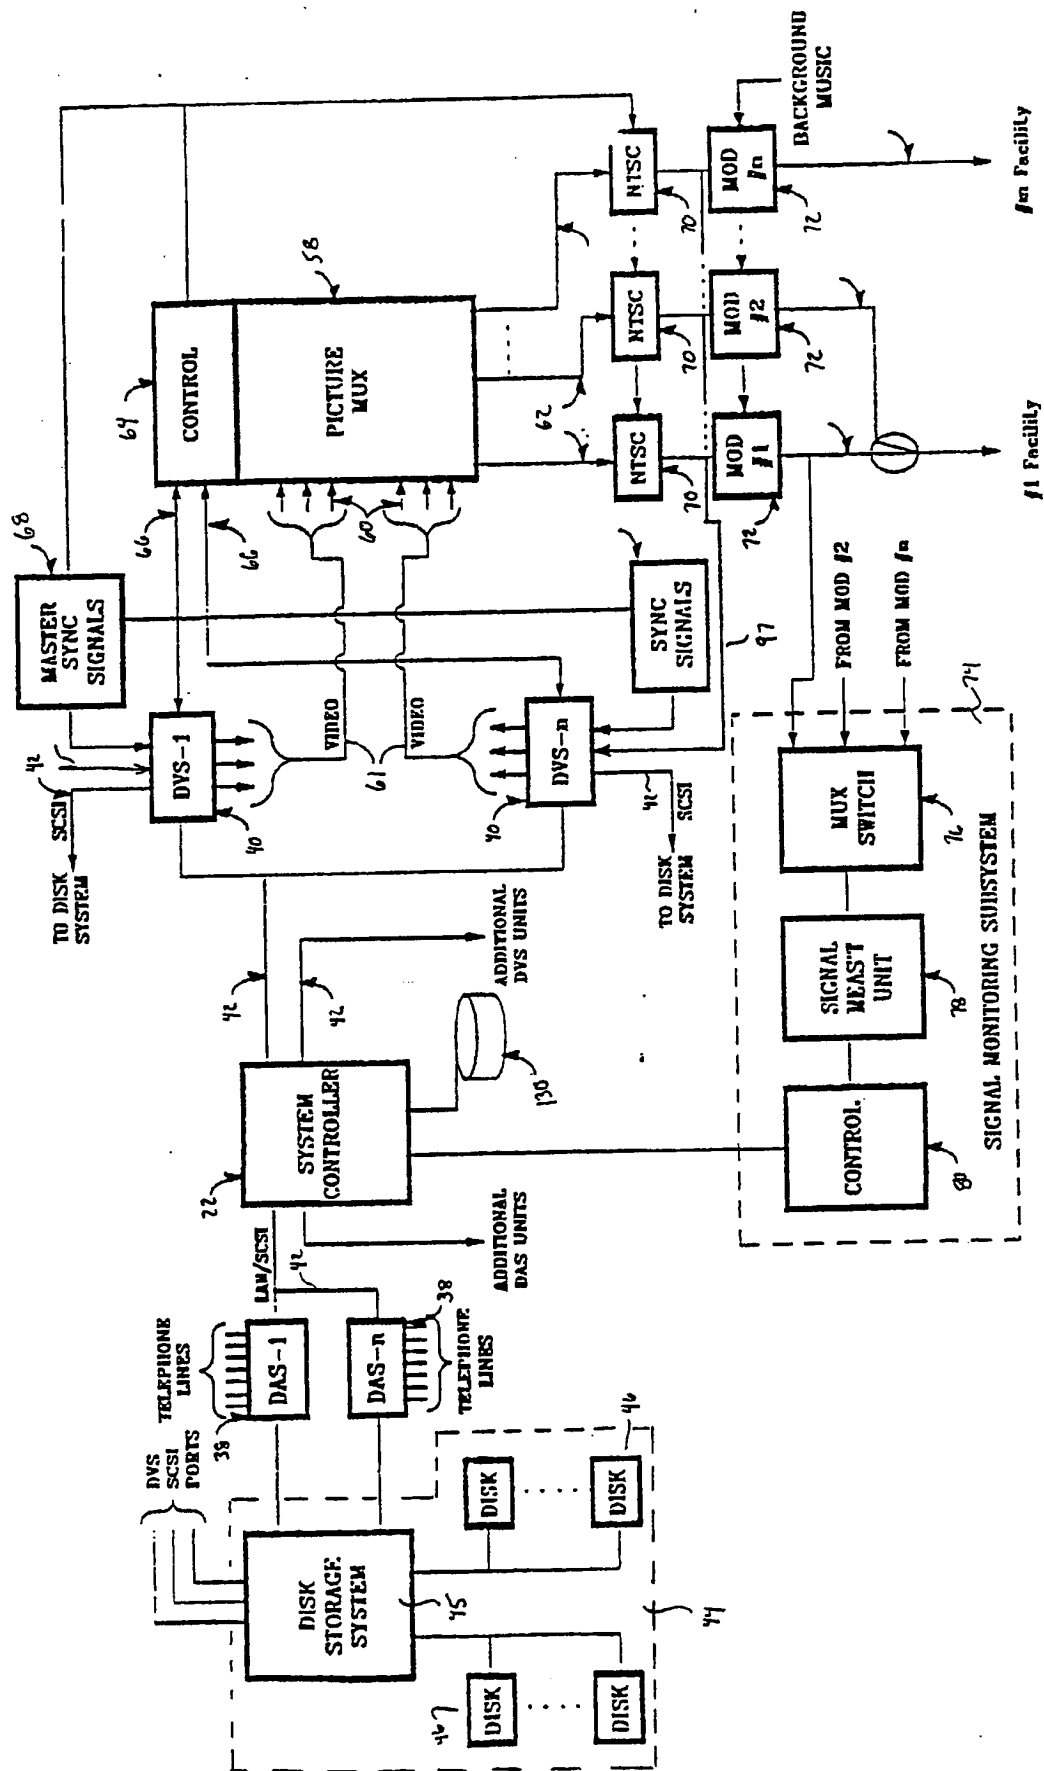 DVS
SCSI
PORTS
TELEPHONE
LINES
38
DAS-1
LAN/SCSI
42
DAS-n
38
TELEPHONE
LINES
DISK
STORAGE
SYSTEM
45
DISK
46
DISK
46
DISK
DISK
44
22
SYSTEM
CONTROLLER
ADDITIONAL
DAS UNITS
42
42
ADDITIONAL
DVS UNITS
130
TO DISK
SYSTEM
SCSI
42
42
DVS-1
40
MASTER
SYNC
SIGNALS
68
66
66
VIDEO
61
VIDEO
DVS-n
40
42
SCSI
TO DISK
SYSTEM
SYNC
SIGNALS
97
64
CONTROL
PICTURE
MUX
58
60
62
NTSC
70
NTSC
70
NTSC
70
MOD
#1
72
MOD
#2
72
MOD
#n
72
BACKGROUND
MUSIC
#1 Facility
#m Facility
FROM MOD #2
FROM MOD #n
74
MUX
SWITCH
76
SIGNAL
MEAS'T
UNIT
78
CONTROL
80
SIGNAL MONITORING SUBSYSTEM